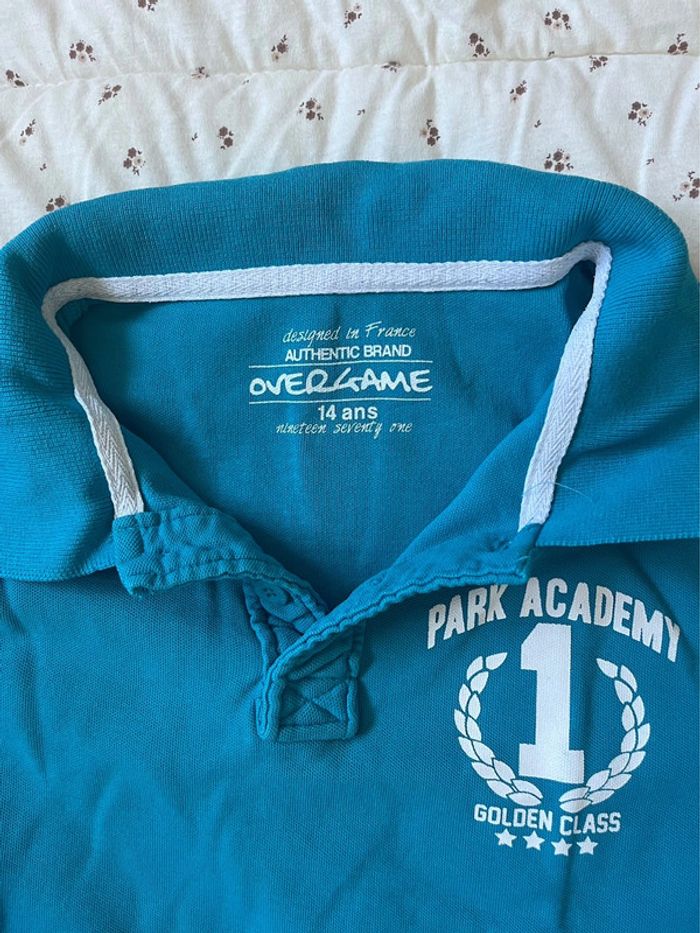 designed in France
AUTHENTIC BRAND
OVERGAME
14 ans
nineteen seventy one
PARK ACADEMY
1
GOLDEN CLASS